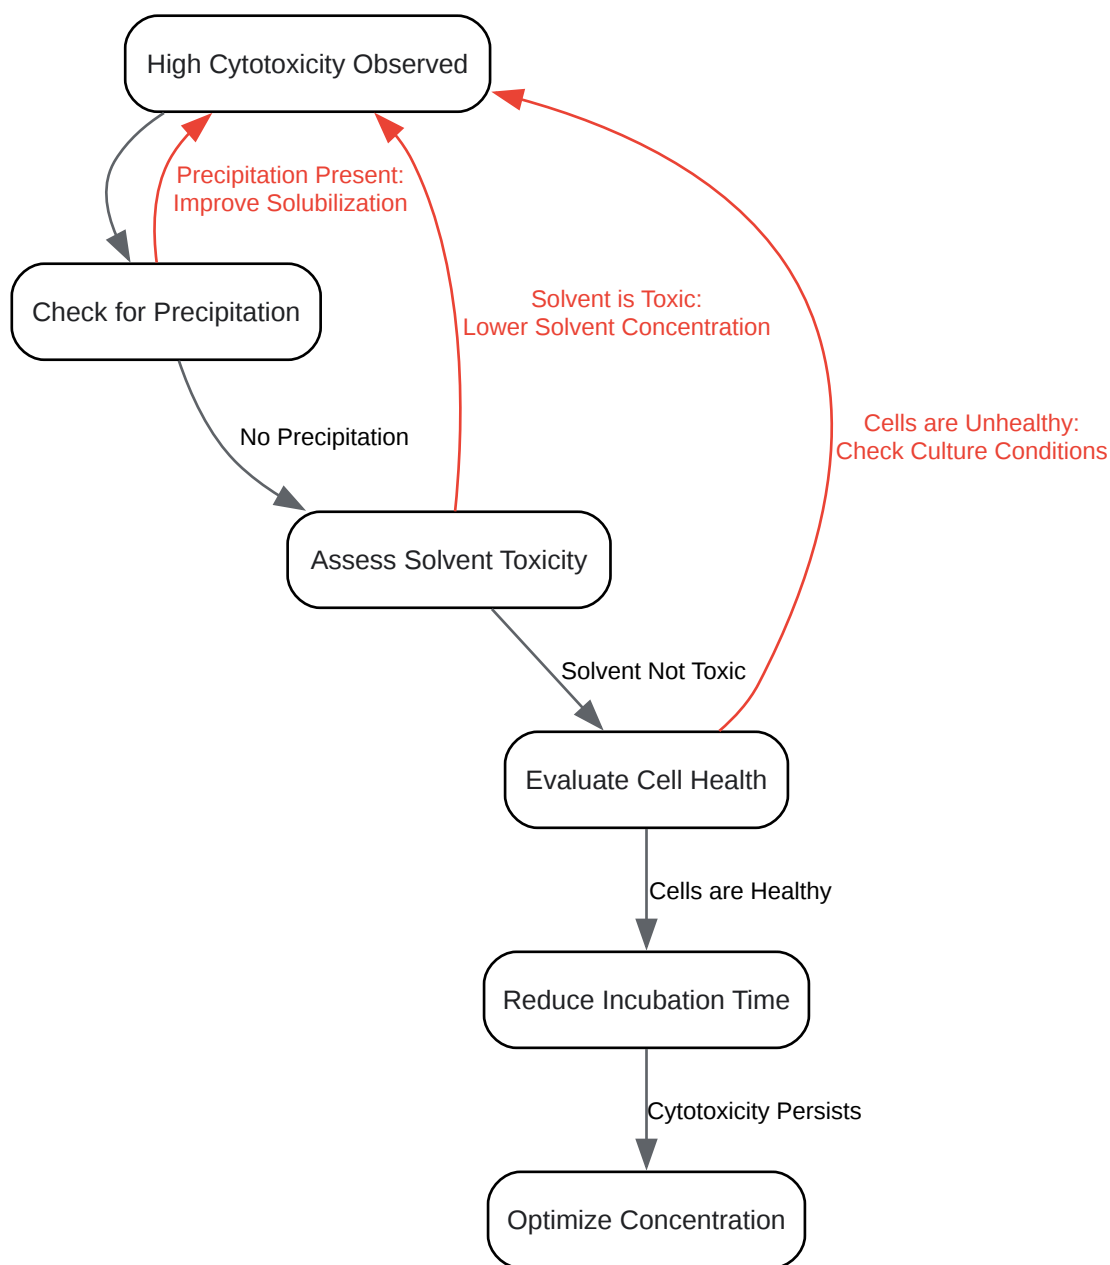 High Cytotoxicity Observed
Precipitation Present:
Improve Solubilization
Check for Precipitation
Solvent is Toxic:
Lower Solvent Concentration
No Precipitation
Cells are Unhealthy:
Check Culture Conditions
Assess Solvent Toxicity
Solvent Not Toxic
Evaluate Cell Health
Cells are Healthy
Reduce Incubation Time
Cytotoxicity Persists
Optimize Concentration